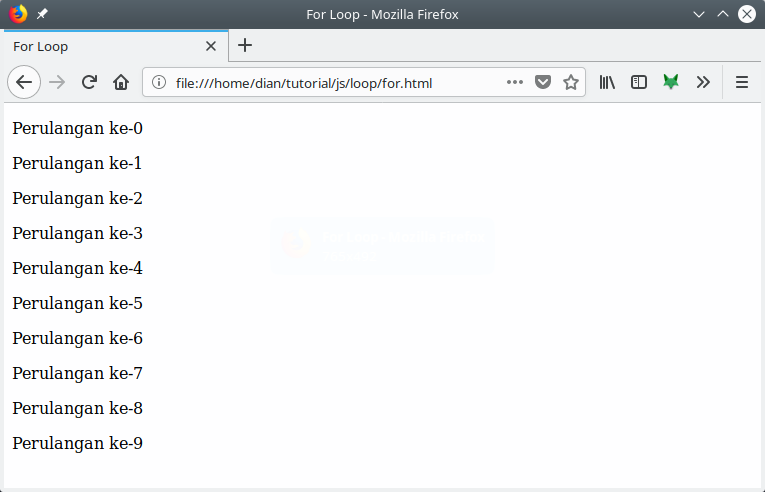 For Loop - Mozilla Firefox
For Loop
file:///home/dian/tutorial/js/loop/for.html
Perulangan ke-0
Perulangan ke-1
Perulangan ke-2
Perulangan ke-3
Perulangan ke-4
Perulangan ke-5
Perulangan ke-6
Perulangan ke-7
Perulangan ke-8
Perulangan ke-9